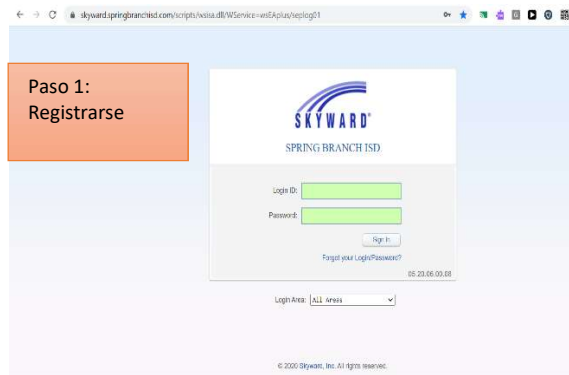 skyward.springbranchisd.com/scripts/wsisa.dll/WService=wsEAplus/seplog01
Paso 1:
Registrarse
SKYWARD
SPRING BRANCH ISD
Login ID:
Password:
Sign In
Forgot your Login/Password?
05.20.06.00.08
Login Area: All Areas
© 2020 Skyward, Inc. All rights reserved.